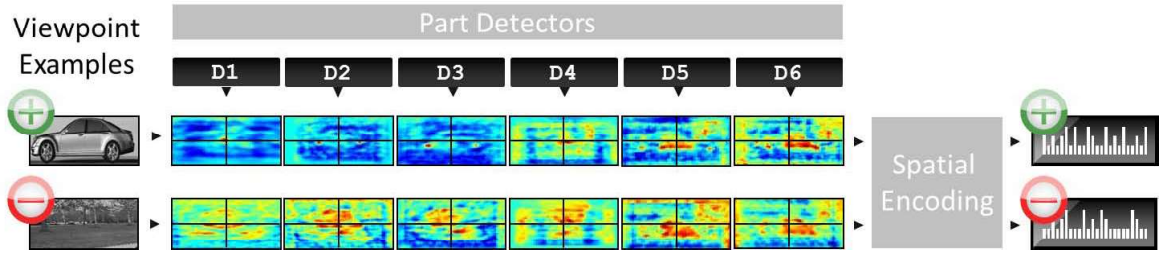 Viewpoint
Examples
Part Detectors
D1 D2 D3 D4 D5 D6
Spatial
Encoding